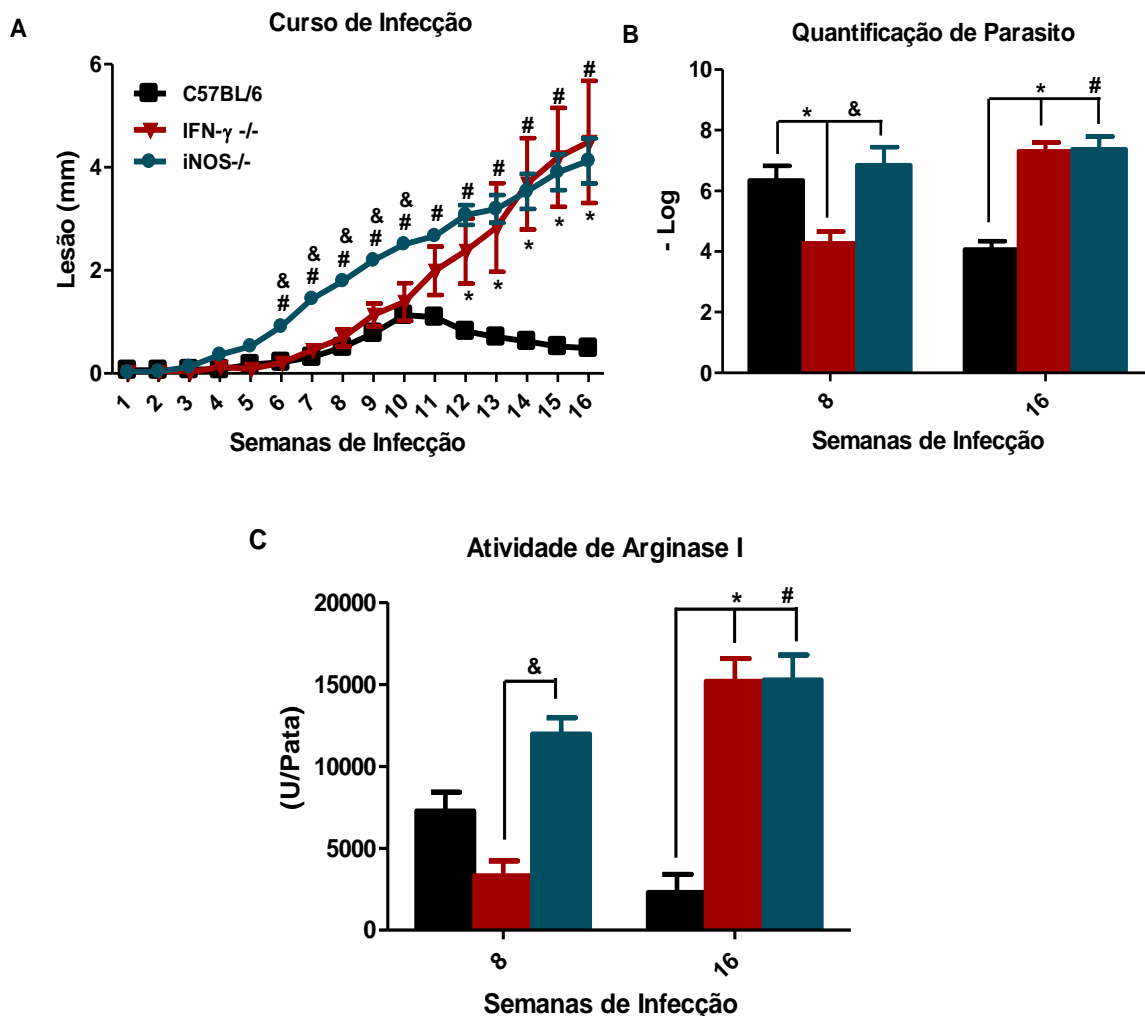 A
Curso de Infecção
Lesão (mm)
6
4
2
0
C57BL/6
IFN-γ -/-
iNOS-/-
& & & & &
# # # # # # # # # # #
* * * * *
1 2 3 4 5 6 7 8 9 10 11 12 13 14 15 16
Semanas de Infecção
B
Quantificação de Parasito
- Log
10
8
6
4
2
0
* &
* #
8 16
Semanas de Infecção
C
Atividade de Arginase I
(U/Pata)
20000
15000
10000
5000
0
&
* #
8 16
Semanas de Infecção